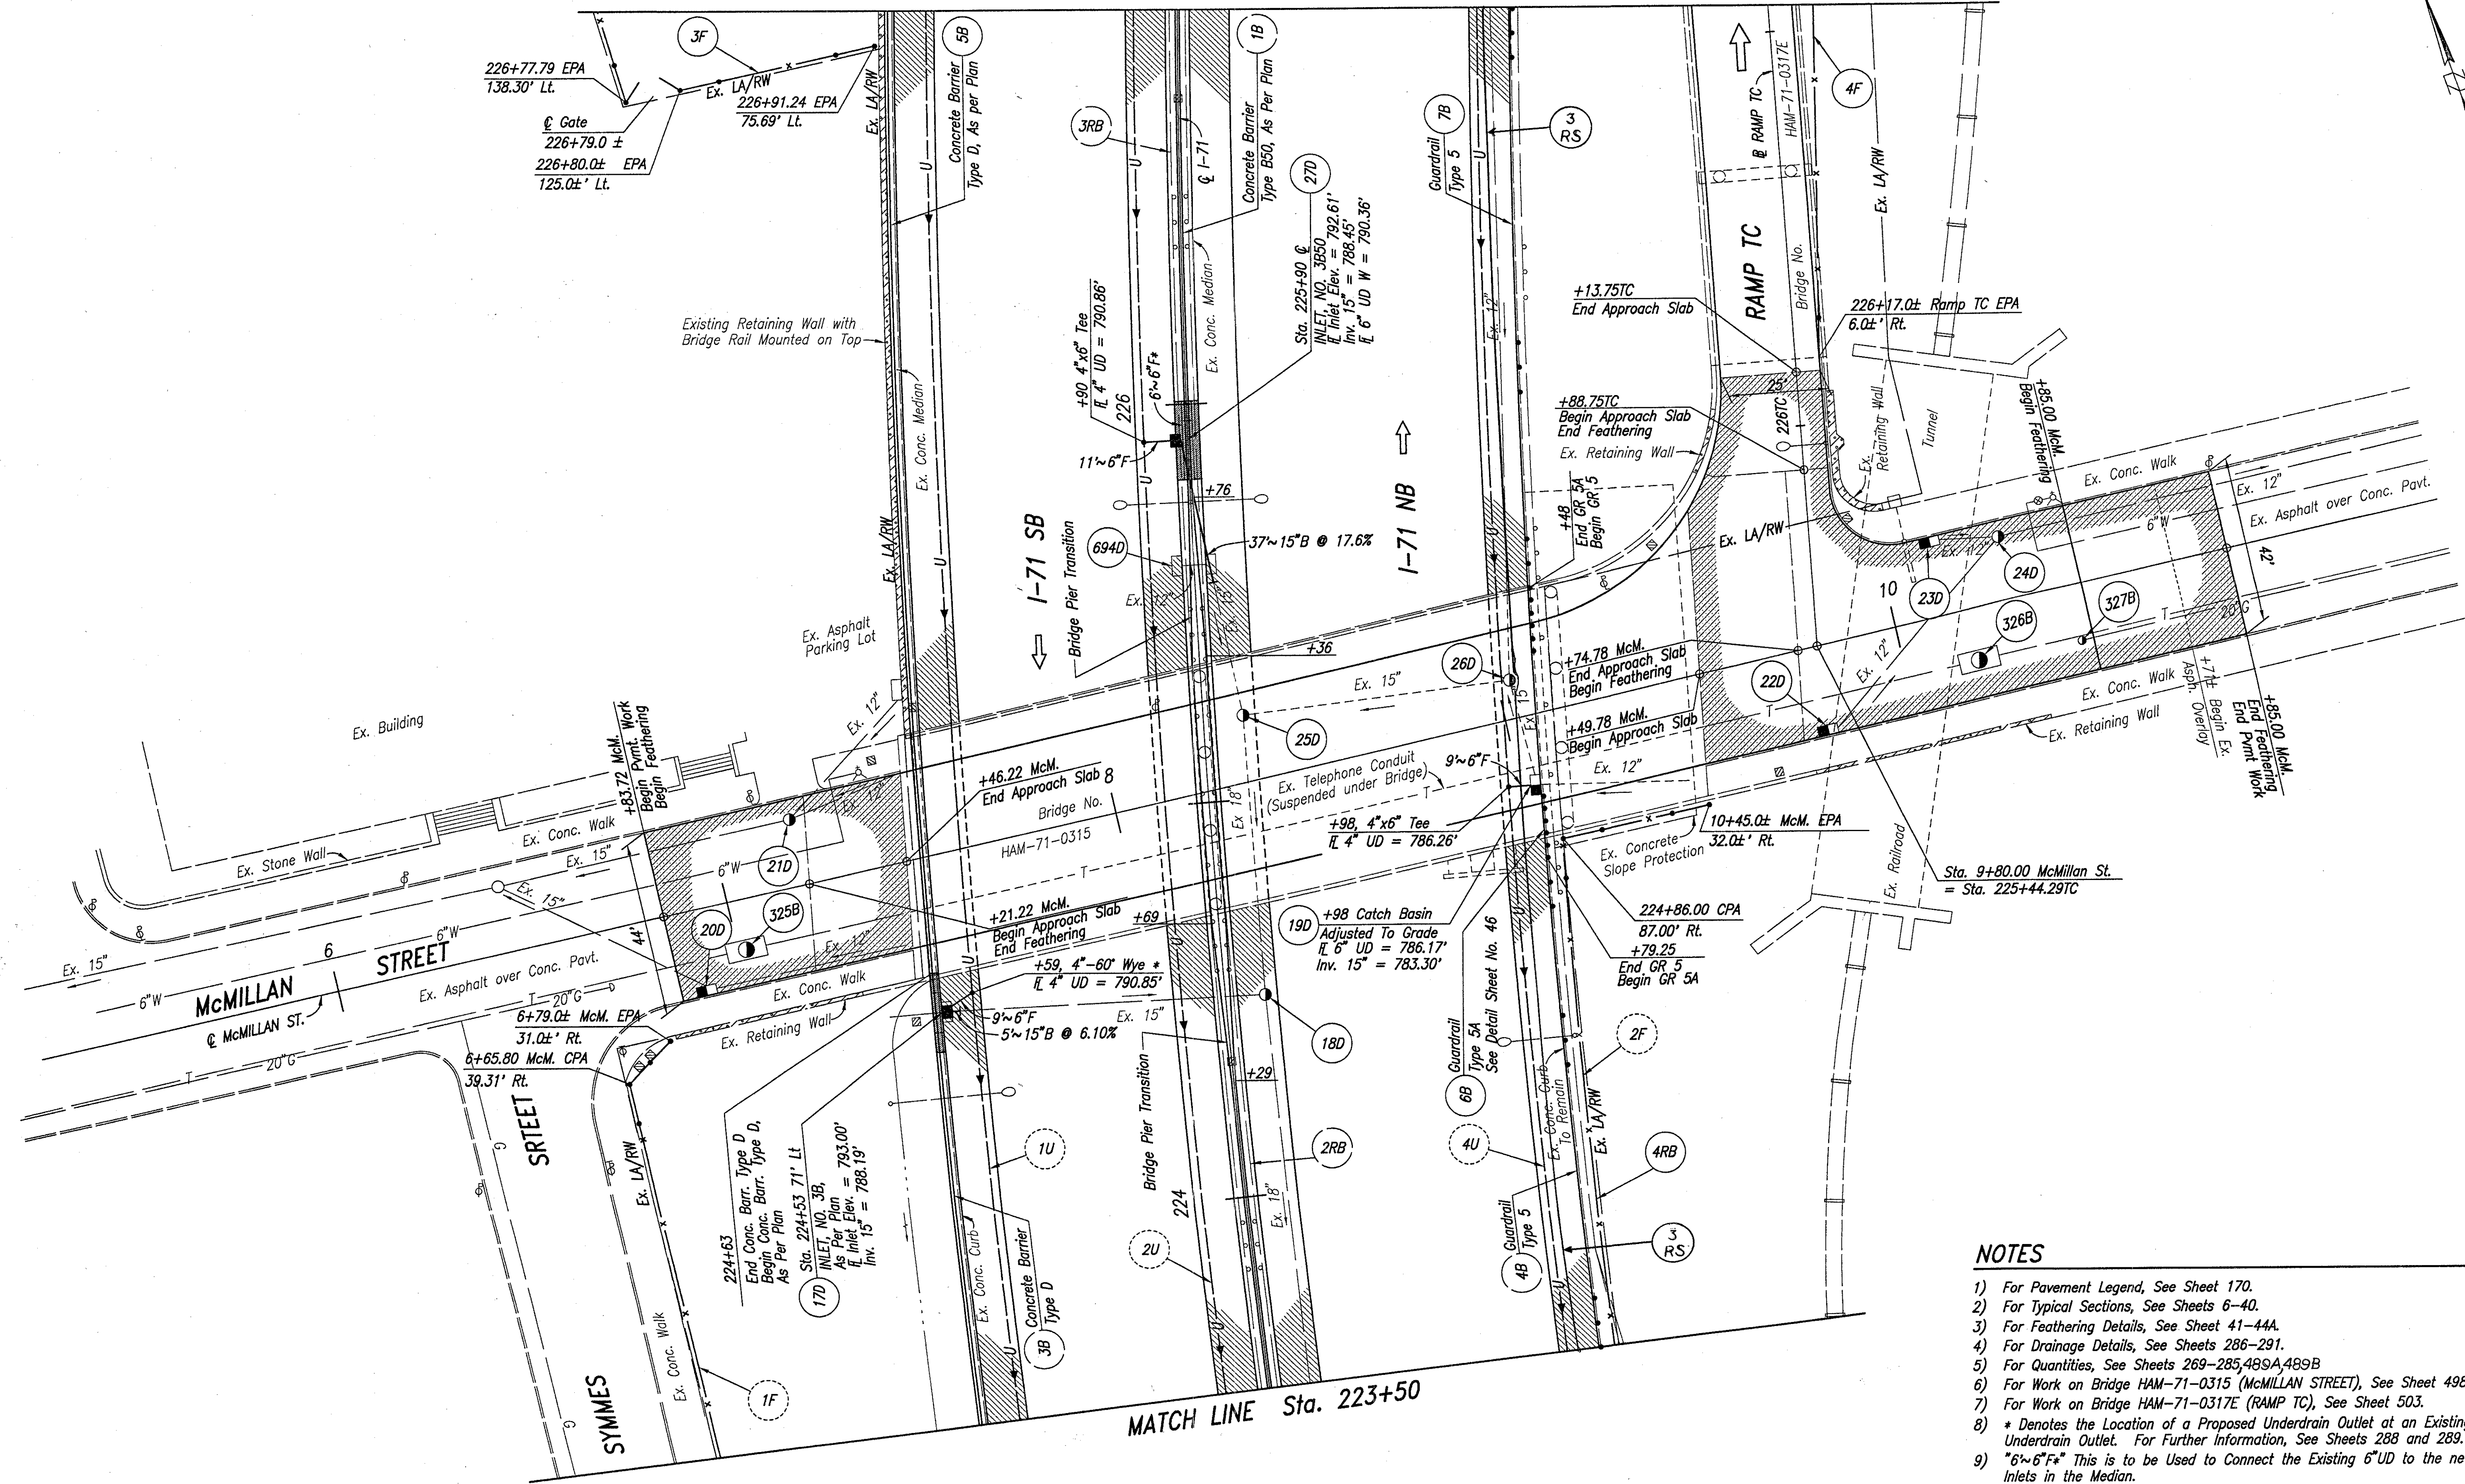 3F
226+77.79 EPA
138.30' Lt.
Ex. LA/RW
226+91.24 EPA
75.69' Lt.
℄ Gate
226+79.0 ±
226+80.0± EPA
125.0±' Lt.
Ex. LA/RW
U
5B
Concrete Barrier
Type D, As per Plan
3RB
℄ I-71
1B
Concrete Barrier
Type B50, As Per Plan
U
7B
Guardrail
Type 5
U
3
RS
℄ RAMP TC
HAM-71-0317E
4F
Ex. LA/RW
RAMP TC
Bridge No.
27D
Sta. 225+90 ℄
INLET, NO. 3B50
℄ Inlet Elev. = 792.61'
Inv. 15" = 788.45'
℄ 6" UD W = 790.36'
Ex. Conc. Median
+90 4"x6" Tee
℄ 4" UD = 790.86'
6'~6"F*
226
11'~6"F
U
Existing Retaining Wall with
Bridge Rail Mounted on Top
Ex. Conc. Median
Ex. 12"
+13.75TC
End Approach Slab
226+17.0± Ramp TC EPA
6.0±' Rt.
25'
226TC
+88.75TC
Begin Approach Slab
End Feathering
Ex. Retaining Wall
Ex.
Retaining Wall
Tunnel
+85.00 McM.
Begin Feathering
Ex. Conc. Walk
Ex. 12"
6"W
Ex. Asphalt over Conc. Pavt.
42'
+76
37'~15"B @ 17.6%
694D
Ex. 12"
Ex. 15"
I-71 SB
Bridge Pier Transition
I-71 NB
+48
End GR 5A
Begin GR 5
Ex. LA/RW
Ex. LA/RW
U
Ex. 12"
24D
23D
10
326B
327B
T
20"G
Ex. 12"
22D
Ex. Conc. Walk
+71± Begin Ex.
Asph. Overlay
Ex. Retaining Wall
+85.00 McM.
End Feathering
End Pvmt Work
Ex. Asphalt
Parking Lot
Ex. Building
+36
26D
Ex. 15"
Ex. 15"
25D
+74.78 McM.
End Approach Slab
Begin Feathering
+49.78 McM.
Begin Approach Slab
T
9'~6"F
Ex. 12"
Ex. Telephone Conduit
(Suspended under Bridge)
T
+98, 4"x6" Tee
℄ 4" UD = 786.26'
10+45.0± McM. EPA
32.0±' Rt.
Ex. Concrete
Slope Protection
Ex. Railroad
Sta. 9+80.00 McMillan St.
= Sta. 225+44.29TC
+83.72 McM.
Begin Pvmt. Work
Begin Feathering
Ex. 12"
Ex. 12"
+46.22 McM.
End Approach Slab
8
Bridge No.
HAM-71-0315
Ex. 18"
T
Ex. Stone Wall
Ex. Conc. Walk
Ex. 15"
21D
6"W
Ex. 15"
325B
20D
44'
Ex. 12"
+21.22 McM.
Begin Approach Slab
End Feathering
+69
+59, 4"-60° Wye *
℄ 4" UD = 790.85'
19D
+98 Catch Basin
Adjusted To Grade
℄ 6" UD = 786.17'
Inv. 15" = 783.30'
224+86.00 CPA
87.00' Rt.
+79.25
End GR 5
Begin GR 5A
6"W
Ex. 15"
6"W
6
McMILLAN STREET
Ex. Asphalt over Conc. Pavt.
T
20"G
℄ McMILLAN ST.
Ex. Conc. Walk
U
9'~6"F
5'~15"B @ 6.10%
Ex. 15"
18D
6+79.0± McM. EPA
31.0±' Rt.
Ex. Retaining Wall
6+65.80 McM. CPA
39.31' Rt.
T
20"G
6B
Guardrail
Type 5A
See Detail Sheet No. 46
Ex. Conc. Curb
To Remain
2F
Ex. LA/RW
+29
Bridge Pier Transition
1U
2RB
4U
4RB
SRTEET
G
Ex. LA/RW
224+63
End Conc. Barr. Type D
Begin Conc. Barr. Type D,
As Per Plan
17D
Sta. 224+53 71' Lt
INLET, NO. 3B,
As Per Plan
℄ Inlet Elev. = 793.00'
Inv. 15" = 788.19'
224
2U
Ex. 18"
4B
Guardrail
Type 5
3
RS
Ex. Conc. Curb
3B
Concrete Barrier
Type D
U
U
U
Ex. Conc. Walk
1F
G
SYMMES
MATCH LINE Sta. 223+50
NOTES
1) For Pavement Legend, See Sheet 170.
2) For Typical Sections, See Sheets 6-40.
3) For Feathering Details, See Sheet 41-44A.
4) For Drainage Details, See Sheets 286-291.
5) For Quantities, See Sheets 269-285,489A,489B
6) For Work on Bridge HAM-71-0315 (McMILLAN STREET), See Sheet 498
7) For Work on Bridge HAM-71-0317E (RAMP TC), See Sheet 503.
8) * Denotes the Location of a Proposed Underdrain Outlet at an Existing
Underdrain Outlet. For Further Information, See Sheets 288 and 289.
9) "6'~6"F*" This is to be Used to Connect the Existing 6"UD to the ne
Inlets in the Median.